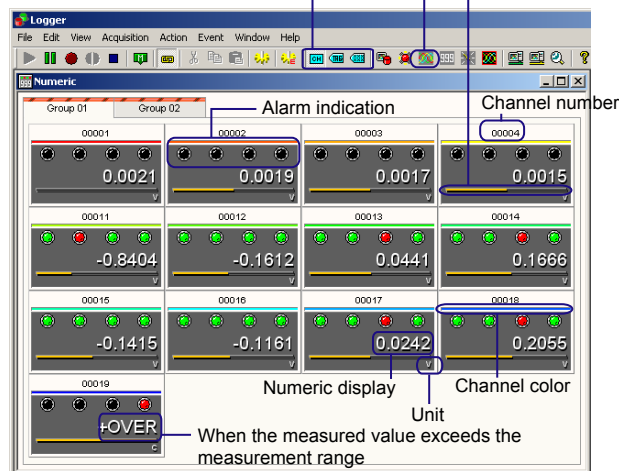 Logger
File Edit View Acquisition Action Event Window Help
CH
Numeric
Group 01 Group 02
Alarm indication
Channel number
00001 00002 00003 00004
0.0021 0.0019 0.0017 0.0015
V V V V
00011 00012 00013 00014
-0.8404 -0.1612 0.0441 0.1666
V V V V
00015 00016 00017 00018
-0.1415 -0.1161 0.0242 0.2055
V V V V
Numeric display
Channel color
Unit
00019
+OVER
C
When the measured value exceeds the
measurement range